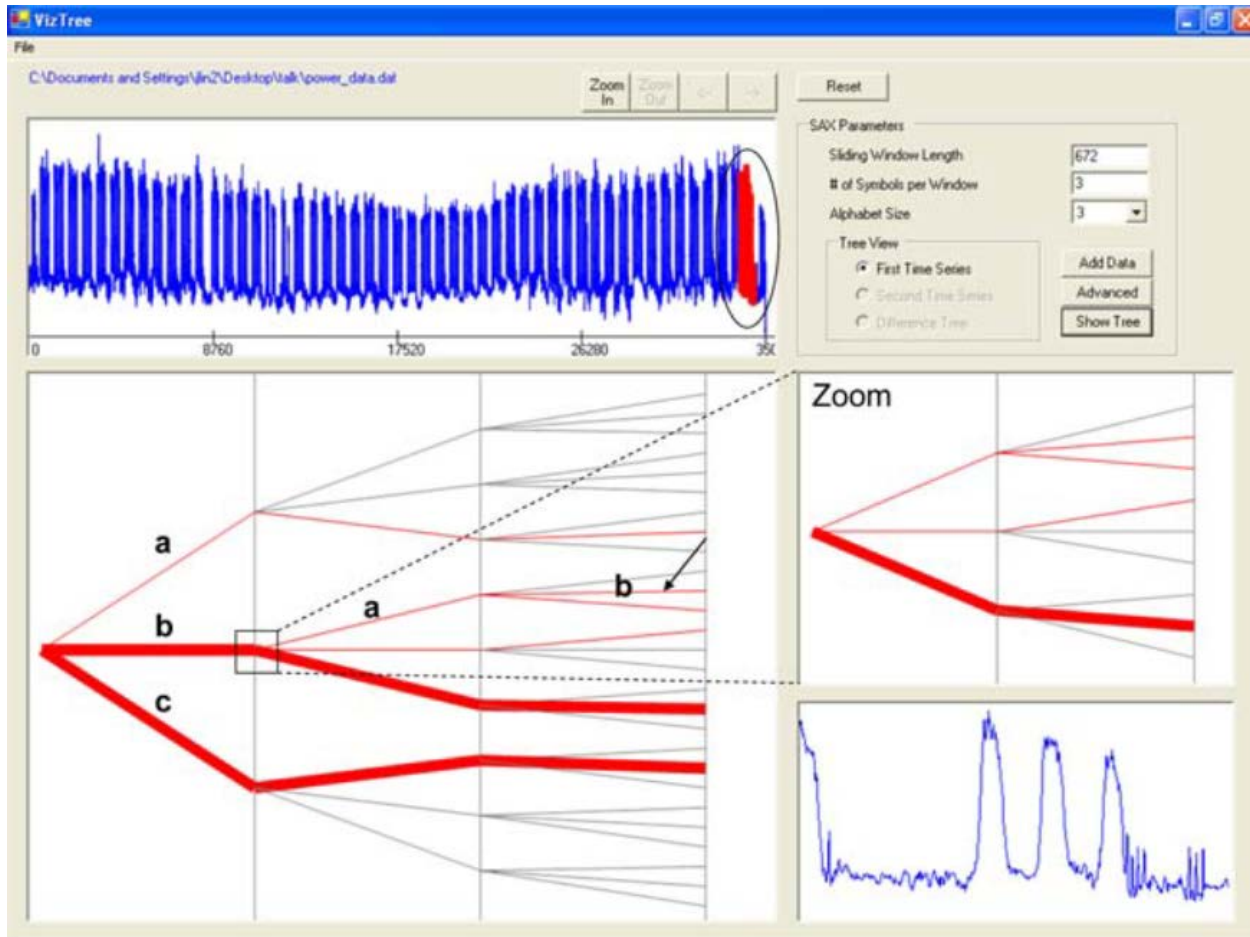 VizTree
File
C:\Documents and Settings\jlin2\Desktop\talk\power_data.dat
Zoom In
Zoom Out
<-
->
Reset
SAX Parameters
Sliding Window Length 672
# of Symbols per Window 3
Alphabet Size 3
Tree View
First Time Series
Second Time Series
Difference Tree
Add Data
Advanced
Show Tree
0 8760 17520 26280 350
Zoom
a
b
c
a
b